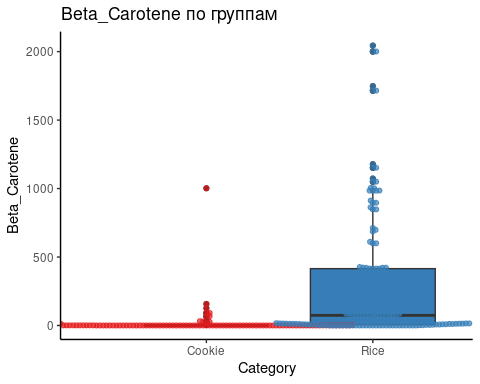 Beta_Carotene по группам
2000
1500
1000
500
0
Beta_Carotene
Cookie
Rice
Category